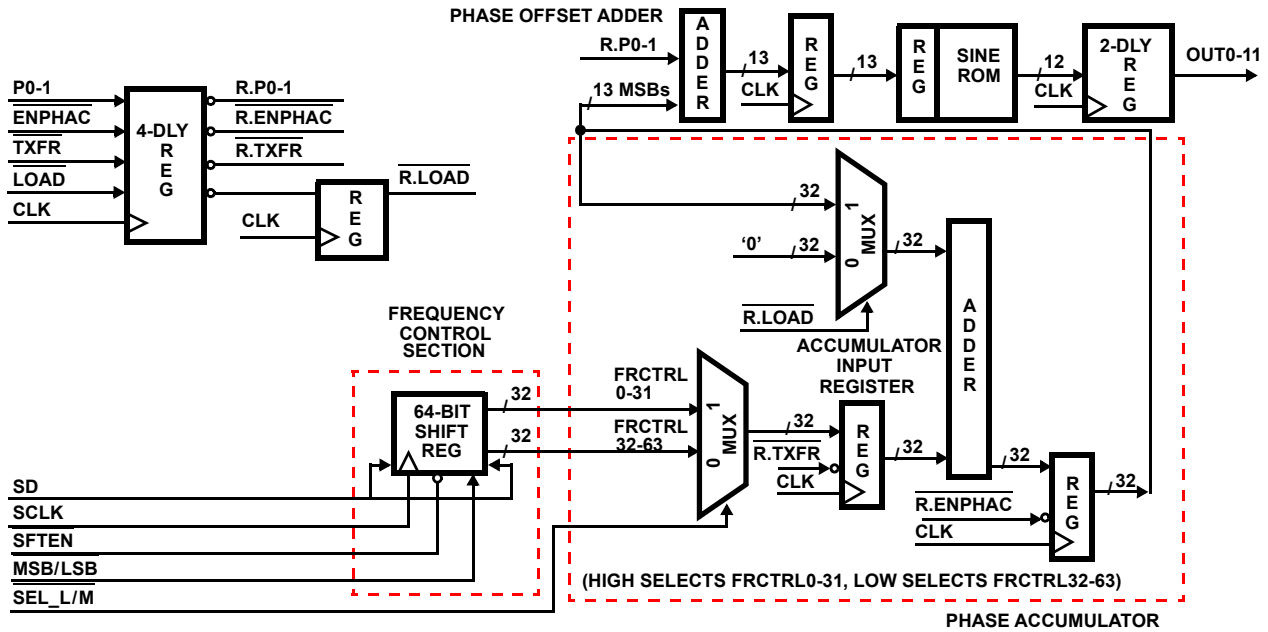 PHASE OFFSET ADDER
R.P0-1
13 MSBs
ADDER
13
CLK
REG
13
REG
SINE
ROM
12
CLK
2-DLY
REG
OUT0-11
P0-1
ENPHAC
TXFR
LOAD
CLK
4-DLY
REG
R.P0-1
R.ENPHAC
R.TXFR
CLK
REG
R.LOAD
32
'0'
32
1
MUX
0
32
R.LOAD
ADDER
FREQUENCY
CONTROL
SECTION
64-BIT
SHIFT
REG
32
32
FRCTRL
0-31
FRCTRL
32-63
1
MUX
0
ACCUMULATOR
INPUT
REGISTER
32
R.TXFR
CLK
REG
32
32
R.ENPHAC
CLK
REG
32
SD
SCLK
SFTEN
MSB/LSB
SEL_L/M
(HIGH SELECTS FRCTRL0-31, LOW SELECTS FRCTRL32-63)
PHASE ACCUMULATOR